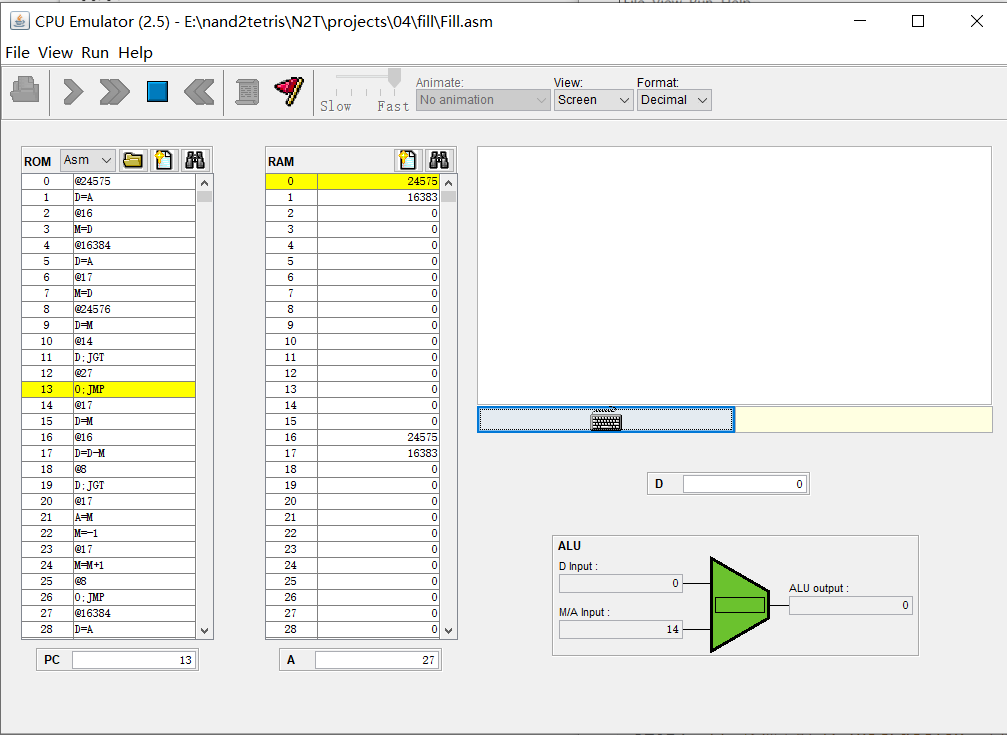 CPU Emulator (2.5) - E:\nand2tetris\N2T\projects\04\fill\Fill.asm
File View Run Help
Slow Fast
Animate:
No animation
View:
Screen
Format:
Decimal
ROM Asm
0 @24575
1 D=A
2 @16
3 M=D
4 @16384
5 D=A
6 @17
7 M=D
8 @24576
9 D=M
10 @14
11 D;JGT
12 @27
13 0;JMP
14 @17
15 D=M
16 @16
17 D=D-M
18 @8
19 D;JGT
20 @17
21 A=M
22 M=-1
23 @17
24 M=M+1
25 @8
26 0;JMP
27 @16384
28 D=A
PC 13
RAM
0 24575
1 16383
2 0
3 0
4 0
5 0
6 0
7 0
8 0
9 0
10 0
11 0
12 0
13 0
14 0
15 0
16 24575
17 16383
18 0
19 0
20 0
21 0
22 0
23 0
24 0
25 0
26 0
27 0
28 0
A 27
D 0
ALU
D Input :
0
M/A Input :
14
ALU output :
0